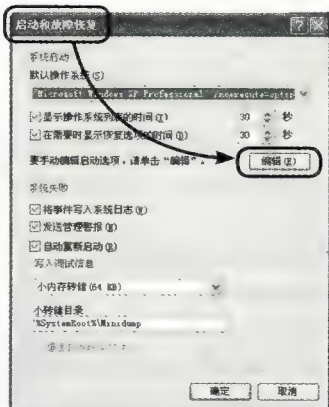 启动和故障恢复
系统启动
默认操作系统(S)
"Microsoft Windows XP Professional" /noexecute=optin
显示操作系统列表的时间(T) 30 秒
在需要时显示恢复选项的时间(D) 30 秒
要手动编辑启动选项，请单击“编辑”。 编辑(E)
系统失败
将事件写入系统日志(W)
发送管理警报(N)
自动重新启动(R)
写入调试信息
小内存转储(64 KB)
小转储目录
%SystemRoot%\Minidump
确定 取消